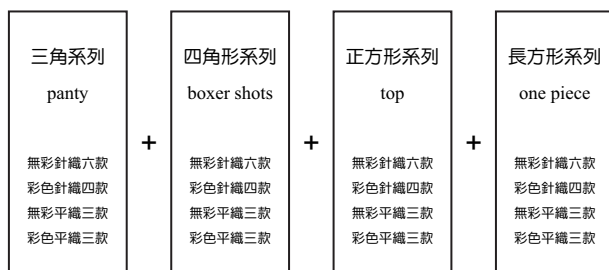 三角系列
panty
無彩針織六款
彩色針織四款
無彩平織三款
彩色平織三款
+
四角形系列
boxer shots
無彩針織六款
彩色針織四款
無彩平織三款
彩色平織三款
+
正方形系列
top
無彩針織六款
彩色針織四款
無彩平織三款
彩色平織三款
+
長方形系列
one piece
無彩針織六款
彩色針織四款
無彩平織三款
彩色平織三款